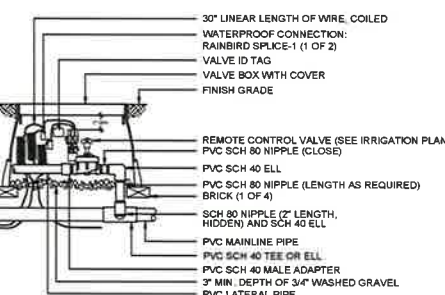 30" LINEAR LENGTH OF WIRE, COILED
WATERPROOF CONNECTION:
RAINBIRD SPLICE-1 (1 OF 2)
VALVE ID TAG
VALVE BOX WITH COVER
FINISH GRADE
REMOTE CONTROL VALVE (SEE IRRIGATION PLAN
PVC SCH 80 NIPPLE (CLOSE)
PVC SCH 40 ELL
PVC SCH 80 NIPPLE (LENGTH AS REQUIRED)
BRICK (1 OF 4)
SCH 80 NIPPLE (2" LENGTH,
HIDDEN) AND SCH 40 ELL
PVC MAINLINE PIPE
PVC SCH 40 TEE OR ELL
PVC SCH 40 MALE ADAPTER
3" MIN. DEPTH OF 3/4" WASHED GRAVEL
PVC LATERAL PIPE